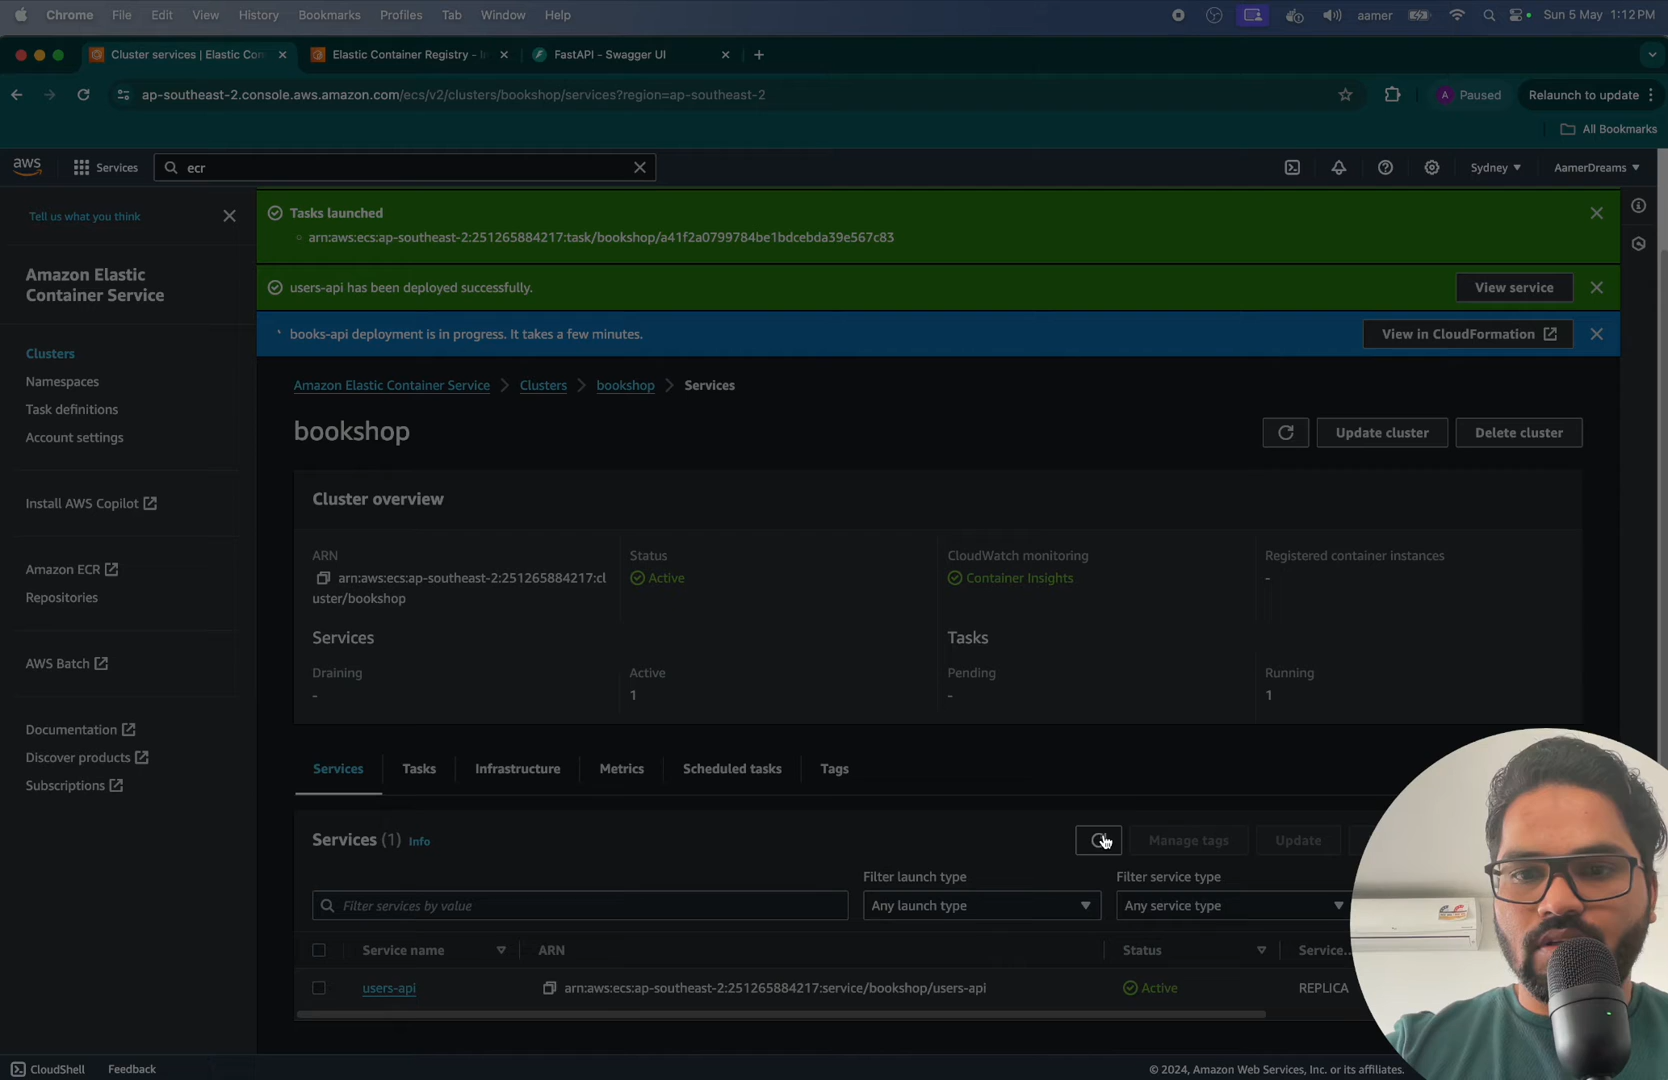 Chrome File Edit View History Bookmarks Profiles Tab Window Help aamer Sun 5 May 1:12 PM
Cluster services | Elastic Con Elastic Container Registry - I FastAPI - Swagger UI
ap-southeast-2.console.aws.amazon.com/ecs/v2/clusters/bookshop/services?region=ap-southeast-2 A Paused Relaunch to update
All Bookmarks
aws Services ecr Sydney AamerDreams
Tell us what you think
Tasks launched
arn:aws:ecs:ap-southeast-2:251265884217:task/bookshop/a41f2a0799784be1bdcebda39e567c83
Amazon Elastic
Container Service
users-api has been deployed successfully. View service
books-api deployment is in progress. It takes a few minutes. View in CloudFormation
Clusters
Namespaces
Task definitions
Account settings
Install AWS Copilot
Amazon ECR
Repositories
AWS Batch
Documentation
Discover products
Subscriptions
Amazon Elastic Container Service Clusters bookshop Services
bookshop Update cluster Delete cluster
Cluster overview
ARN Status CloudWatch monitoring Registered container instances
arn:aws:ecs:ap-southeast-2:251265884217:cl Active Container Insights -
uster/bookshop
Services Tasks
Draining Active Pending Running
- 1 - 1
Services Tasks Infrastructure Metrics Scheduled tasks Tags
Services (1) Info Manage tags Update
Filter launch type Filter service type
Filter services by value Any launch type Any service type
Service name ARN Status Service...
users-api arn:aws:ecs:ap-southeast-2:251265884217:service/bookshop/users-api Active REPLICA
CloudShell Feedback © 2024, Amazon Web Services, Inc. or its affiliates.